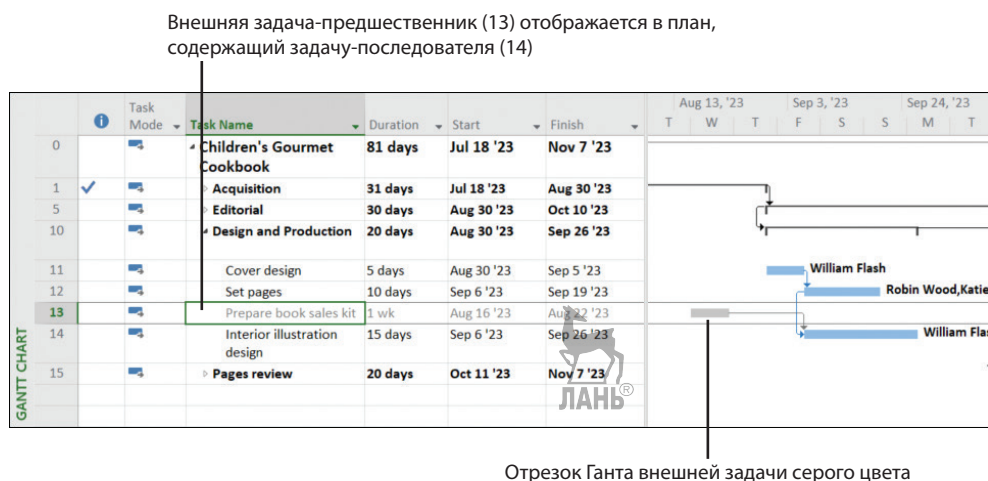 Внешняя задача-предшественник (13) отображается в план,
содержащий задачу-последователя (14)
Aug 13, '23 Sep 3, '23 Sep 24, '23
Task Mode Task Name Duration Start Finish T W T F S S M T
0 Children's Gourmet Cookbook 81 days Jul 18 '23 Nov 7 '23
1 Acquisition 31 days Jul 18 '23 Aug 30 '23
5 Editorial 30 days Aug 30 '23 Oct 10 '23
10 Design and Production 20 days Aug 30 '23 Sep 26 '23
11 Cover design 5 days Aug 30 '23 Sep 5 '23 William Flash
12 Set pages 10 days Sep 6 '23 Sep 19 '23 Robin Wood,Katie
13 Prepare book sales kit 1 wk Aug 16 '23 Aug 22 '23
14 Interior illustration design 15 days Sep 6 '23 Sep 26 '23 William Flas
15 Pages review 20 days Oct 11 '23 Nov 7 '23
GANTT CHART
ЛАНЬ®
Отрезок Ганта внешней задачи серого цвета